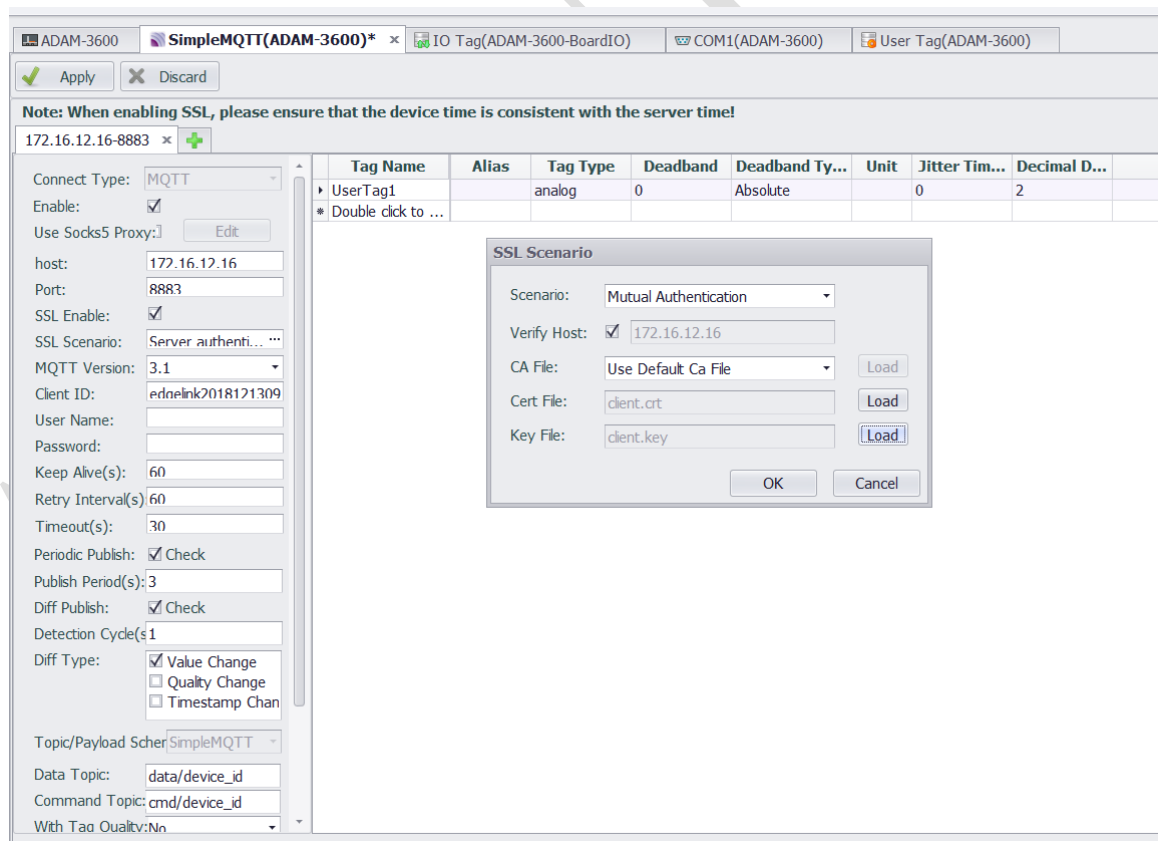 ADAM-3600 SimpleMQTT(ADAM-3600)* IO Tag(ADAM-3600-BoardIO) COM1(ADAM-3600) User Tag(ADAM-3600)
Apply Discard
Note: When enabling SSL, please ensure that the device time is consistent with the server time!
172.16.12.16-8883
Connect Type: MQTT
Enable:
Use Socks5 Proxy: Edit
host: 172.16.12.16
Port: 8883
SSL Enable:
SSL Scenario: Server authenti... ...
MQTT Version: 3.1
Client ID: edgelink2018121309
User Name:
Password:
Keep Alive(s): 60
Retry Interval(s) 60
Timeout(s): 30
Periodic Publish: Check
Publish Period(s): 3
Diff Publish: Check
Detection Cycle(s 1
Diff Type: Value Change
Quality Change
Timestamp Chan
Topic/Payload Scher SimpleMQTT
Data Topic: data/device_id
Command Topic: cmd/device_id
With Tag Quality: No
Tag Name Alias Tag Type Deadband Deadband Ty... Unit Jitter Tim... Decimal D...
UserTag1 analog 0 Absolute 0 2
* Double click to ...
SSL Scenario
Scenario: Mutual Authentication
Verify Host: 172.16.12.16
CA File: Use Default Ca File Load
Cert File: client.crt Load
Key File: client.key Load
OK Cancel